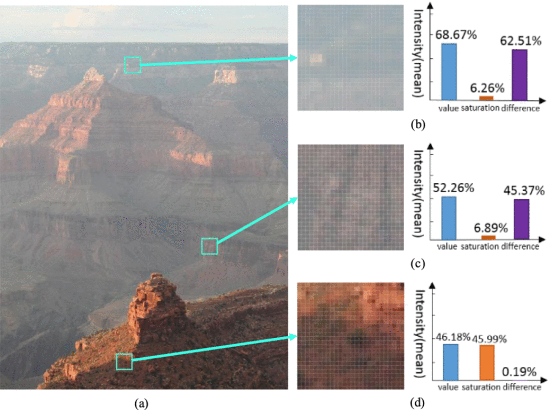 Intensity(mean)
68.67%
6.26%
62.51%
value saturation difference
(b)
Intensity(mean)
52.26%
6.89%
45.37%
value saturation difference
(c)
Intensity(mean)
46.18%
45.99%
0.19%
value saturation difference
(a)
(d)